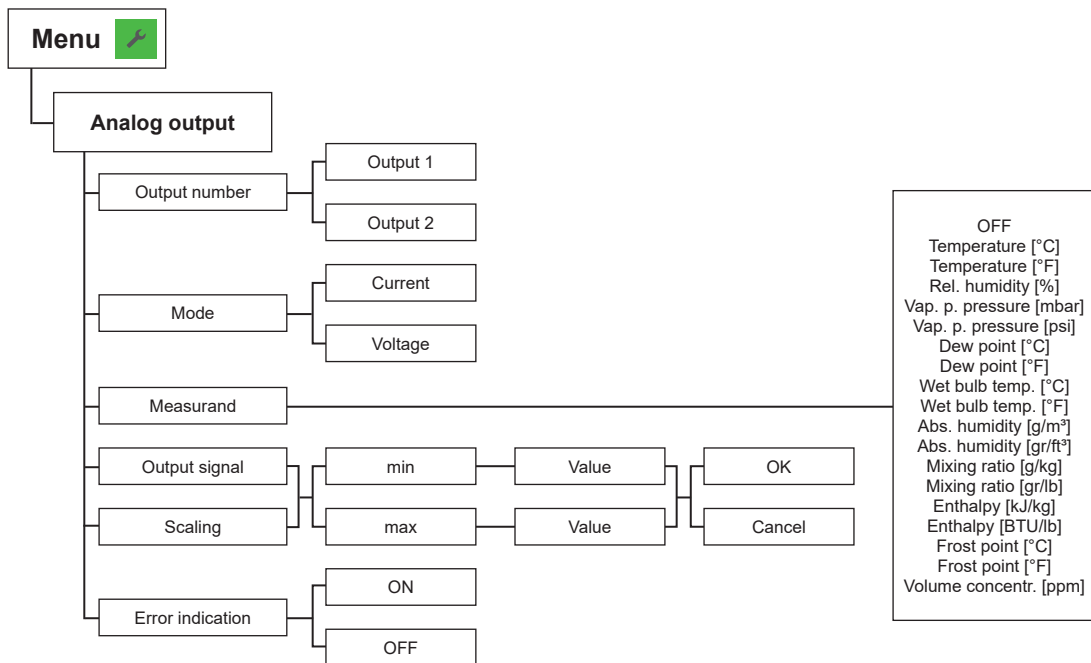 Menu
Analog output
Output number
Output 1
Output 2
Mode
Current
Voltage
Measurand
OFF
Temperature [°C]
Temperature [°F]
Rel. humidity [%]
Vap. p. pressure [mbar]
Vap. p. pressure [psi]
Dew point [°C]
Dew point [°F]
Wet bulb temp. [°C]
Wet bulb temp. [°F]
Abs. humidity [g/m³]
Abs. humidity [gr/ft³]
Mixing ratio [g/kg]
Mixing ratio [gr/lb]
Enthalpy [kJ/kg]
Enthalpy [BTU/lb]
Frost point [°C]
Frost point [°F]
Volume concentr. [ppm]
Output signal
min
Value
OK
Scaling
max
Value
Cancel
Error indication
ON
OFF